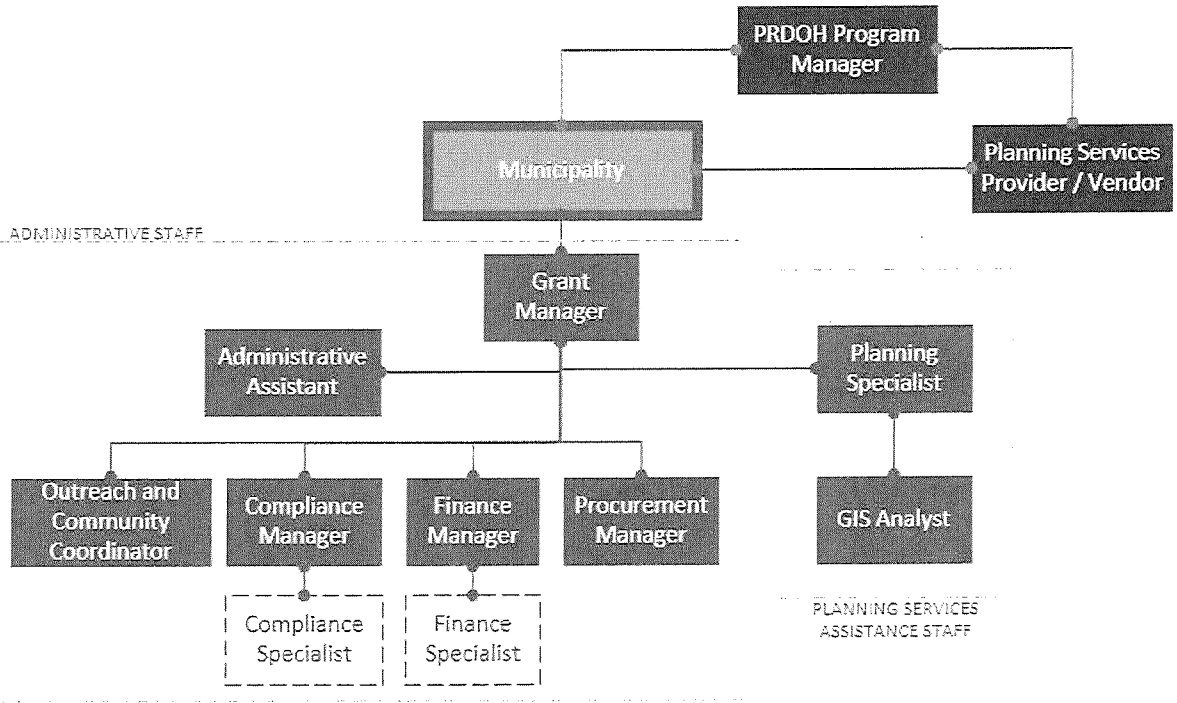 PRDOH Program
Manager
Municipality
Planning Services
Provider / Vendor
ADMINISTRATIVE STAFF
Grant
Manager
Administrative
Assistant
Planning
Specialist
Outreach and
Community
Coordinator
Compliance
Manager
Finance
Manager
Procurement
Manager
GIS Analyst
Compliance
Specialist
Finance
Specialist
PLANNING SERVICES
ASSISTANCE STAFF